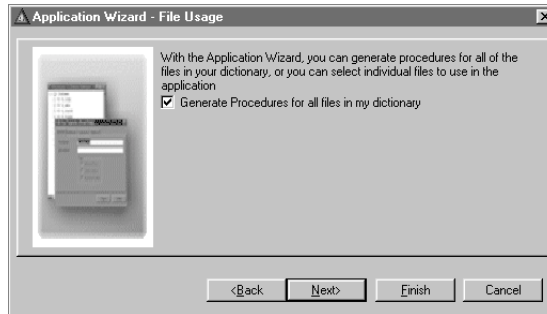 Application Wizard - File Usage
With the Application Wizard, you can generate procedures for all of the
files in your dictionary, or you can select individual files to use in the
application
Generate Procedures for all files in my dictionary
<Back Next> Finish Cancel